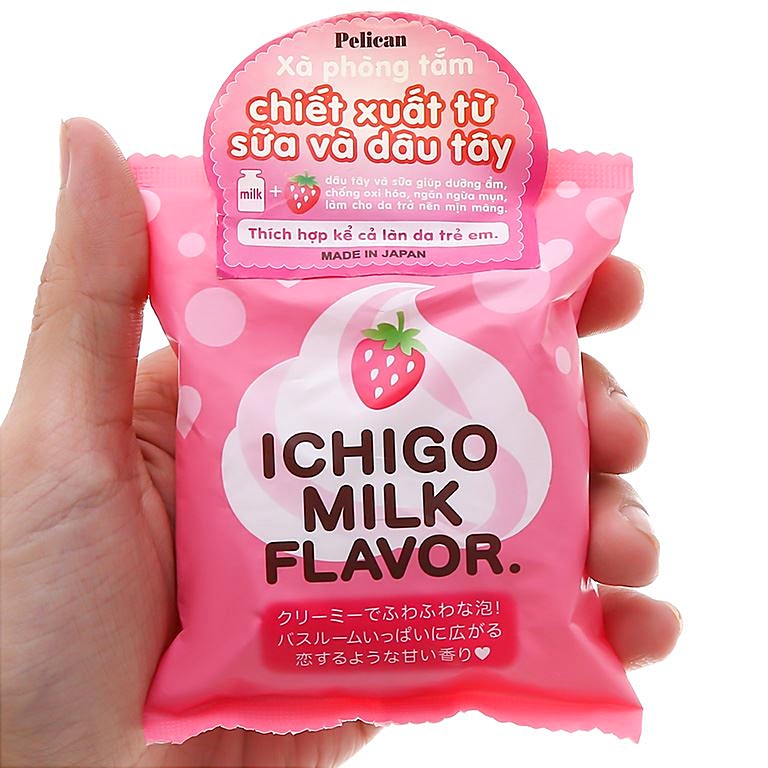 Pelican
Xà phòng tắm
chiết xuất từ
sữa và dâu tây
milk
+
dâu tây và sữa giúp dưỡng ẩm,
chống oxi hóa, ngăn ngừa mụn,
làm cho da trở nên mịn màng.
Thích hợp kể cả làn da trẻ em.
MADE IN JAPAN
ICHIGO
MILK
FLAVOR.
クリーミーでふわふわな泡!
バスルームいっぱいに広がる
恋するような甘い香り♥